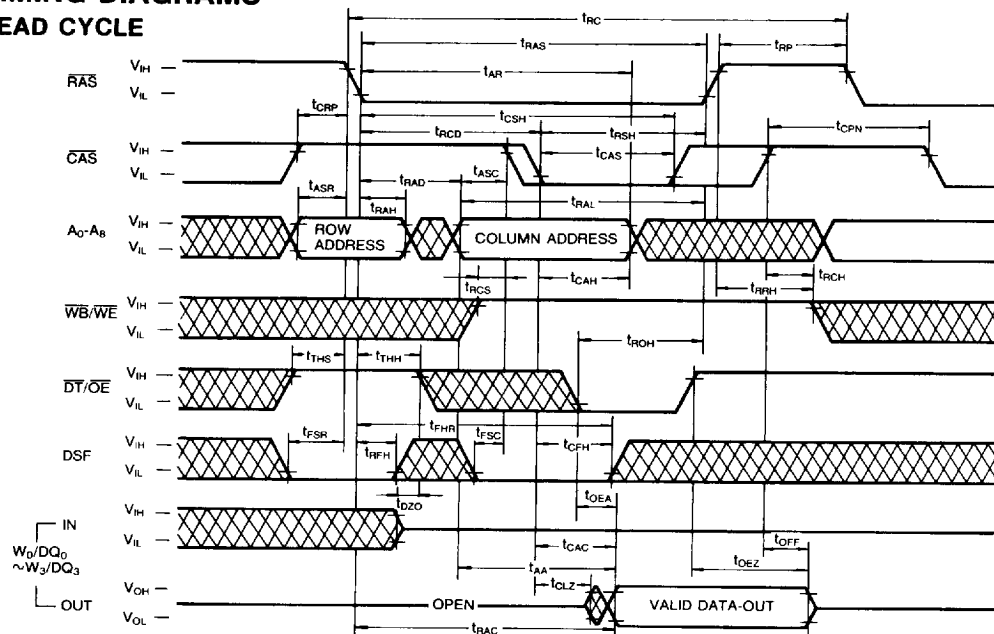 EAD CYCLE
tRC
tRAS
tRP
tAR
RAS
VIH
VIL
tCRP
tCSH
tRCD
tRSH
tCPN
CAS
VIH
VIL
tCAS
tASC
tASR
tRAD
tRAH
tRAL
A0-A8
VIH
VIL
ROW ADDRESS
COLUMN ADDRESS
tRCS
tCAH
tRCH
tRRH
WB/WE
VIH
VIL
tROH
tTHS
tTHH
DT/OE
VIH
VIL
tFHR
tFSR
tRFH
tFSC
tCFH
DSF
VIH
VIL
tDZO
tOEA
IN
VIH
VIL
tCAC
tOFF
tOEZ
W0/DQ0
~W3/DQ3
tAA
tCLZ
OUT
VOH
VOL
OPEN
VALID DATA-OUT
tRAC